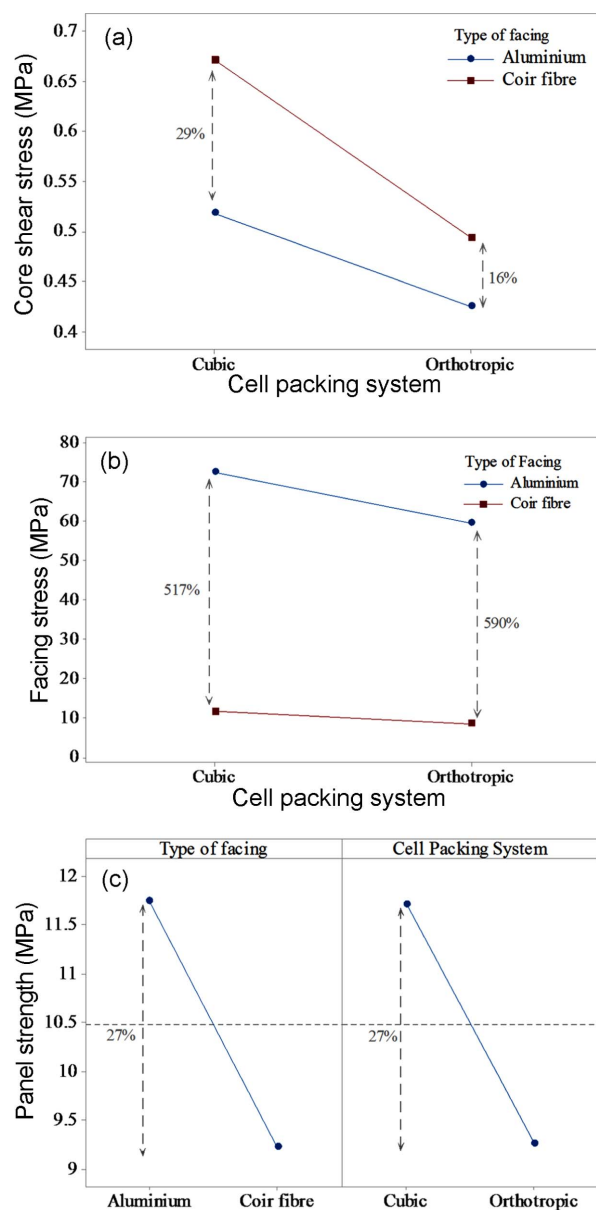 (a)
Type of facing
Aluminium
Coir fibre
Core shear stress (MPa)
0.7
0.65
0.6
0.55
0.5
0.45
0.4
29%
16%
Cubic
Orthotropic
Cell packing system
(b)
Type of Facing
Aluminium
Coir fibre
Facing stress (MPa)
80
70
60
50
40
30
20
10
0
517%
590%
Cubic
Orthotropic
Cell packing system
Type of facing
Cell Packing System
(c)
Panel strength (MPa)
12
11.5
11
10.5
10
9.5
9
27%
27%
Aluminium
Coir fibre
Cubic
Orthotropic